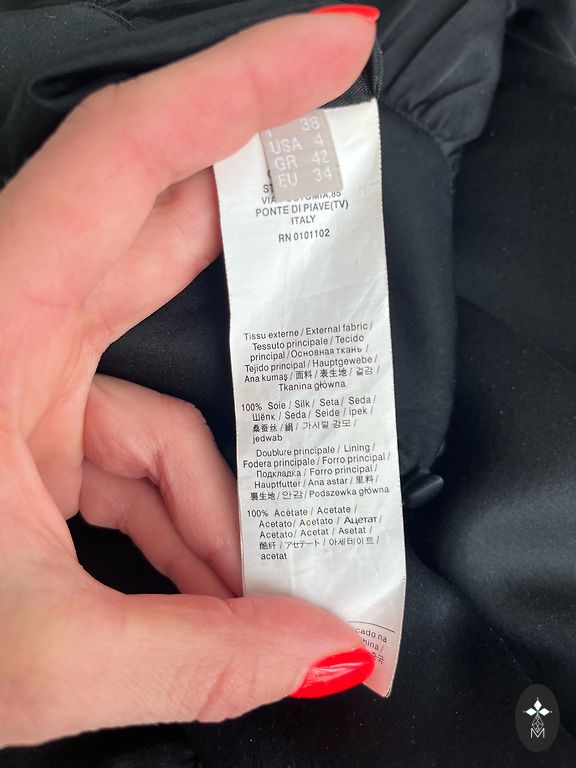 38
USA 4
GR 42
EU 34
PONTE DI PIAVE(TV)
ITALY
RN 0101102
Tissu externe / External fabric /
Tessuto principale / Tecido
principal / Основная ткань /
Tejido principal / Hauptgewebe /
Ana kumaş / 面料 / 表生地 / 겉감 /
Tkanina główna
100% Soie / Silk / Seta / Seda /
Шёлк / Seda / Seide / ipek /
桑蚕丝 / 絹 / 가시벌 강모 /
jedwab
Doublure principale / Lining /
Fodera principale / Forro principal /
Подкладка / Forro principal /
Hauptfutter / Ana astar / 里料 /
裏生地 / 안감 / Podszewka główna
100% Acétate / Acetate /
Acetato / Acetato / Ацетат /
Acetato / Acetat / Asetat /
醋纤 / アセテート / 아세테이트 /
acetat
M